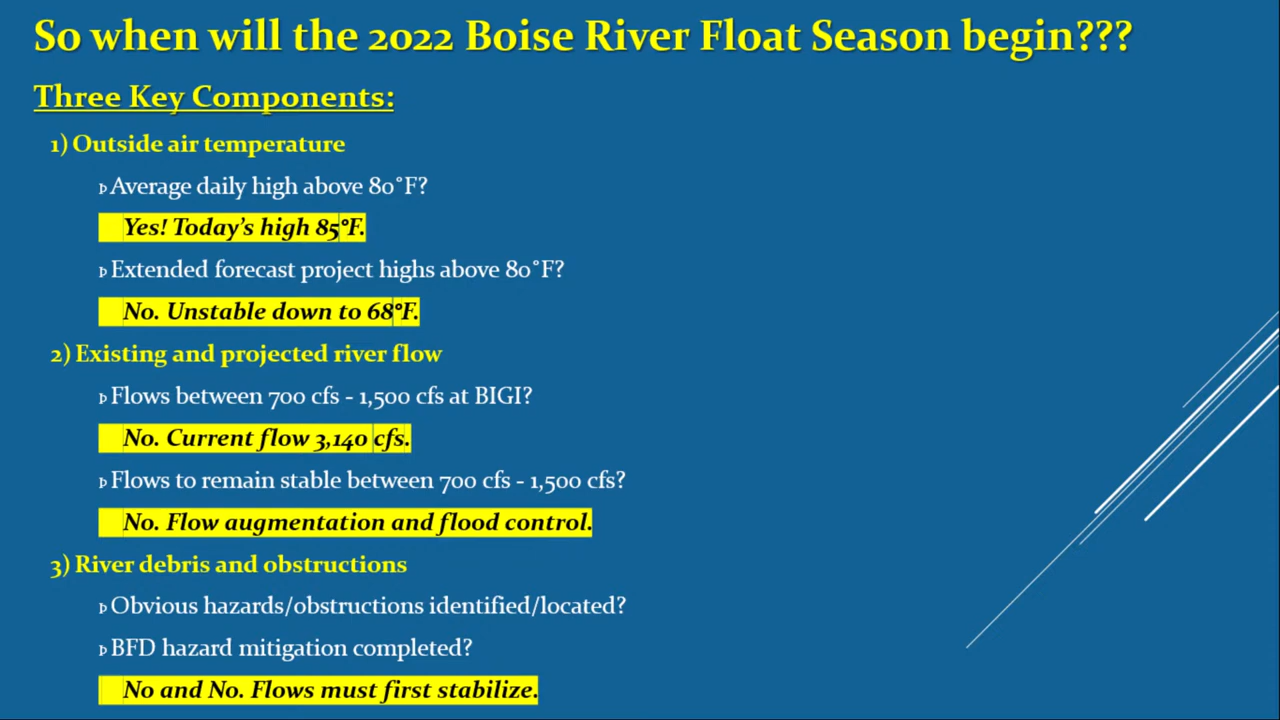 So when will the 2022 Boise River Float Season begin???
Three Key Components:
1) Outside air temperature
Average daily high above 80°F?
Yes! Today's high 85°F.
Extended forecast project highs above 80°F?
No. Unstable down to 68°F.
2) Existing and projected river flow
Flows between 700 cfs - 1,500 cfs at BIGI?
No. Current flow 3,140 cfs.
Flows to remain stable between 700 cfs - 1,500 cfs?
No. Flow augmentation and flood control.
3) River debris and obstructions
Obvious hazards/obstructions identified/located?
BFD hazard mitigation completed?
No and No. Flows must first stabilize.